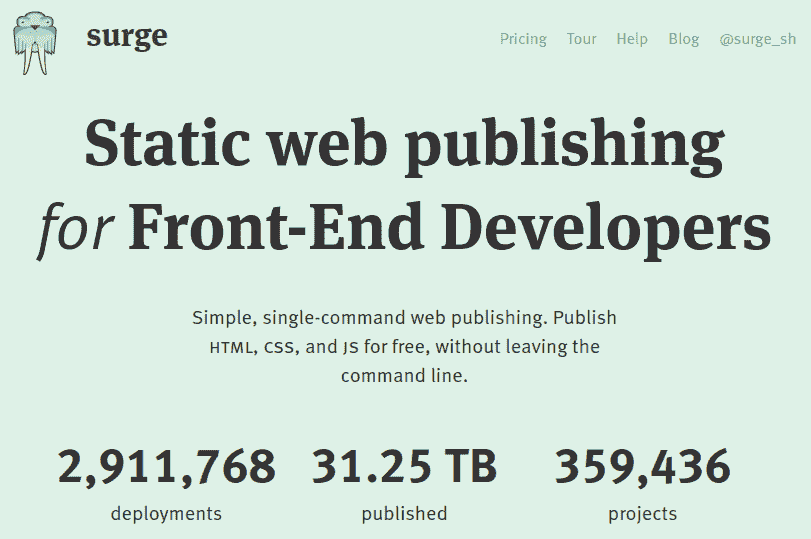 surge
Pricing Tour Help Blog @surge_sh
Static web publishing
for Front-End Developers
Simple, single-command web publishing. Publish
HTML, CSS, and JS for free, without leaving the
command line.
2,911,768 31.25 TB 359,436
deployments published projects